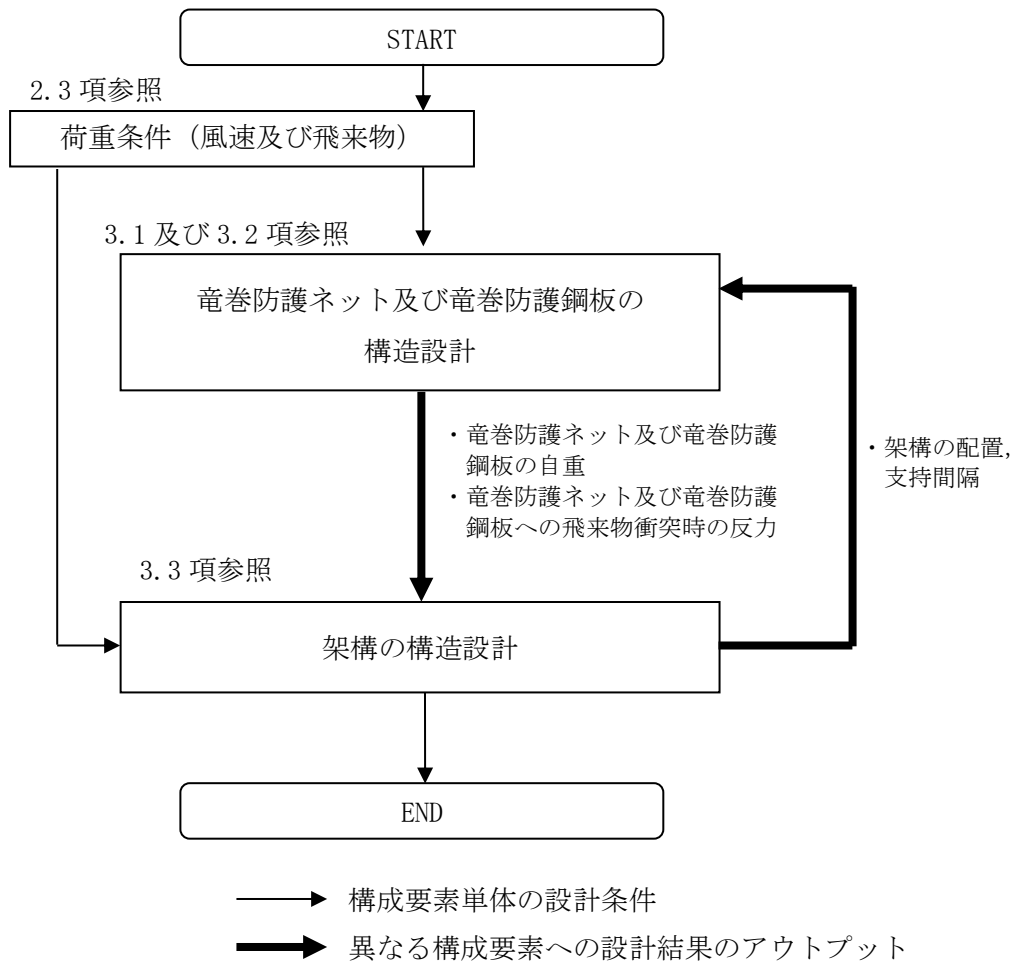 START
2.3 項参照
荷重条件（風速及び飛来物）
3.1 及び 3.2 項参照
竜巻防護ネット及び竜巻防護鋼板の
構造設計
・竜巻防護ネット及び竜巻防護
鋼板の自重
・竜巻防護ネット及び竜巻防護
鋼板への飛来物衝突時の反力
・架構の配置,
支持間隔
3.3 項参照
架構の構造設計
END
構成要素単体の設計条件
異なる構成要素への設計結果のアウトプット